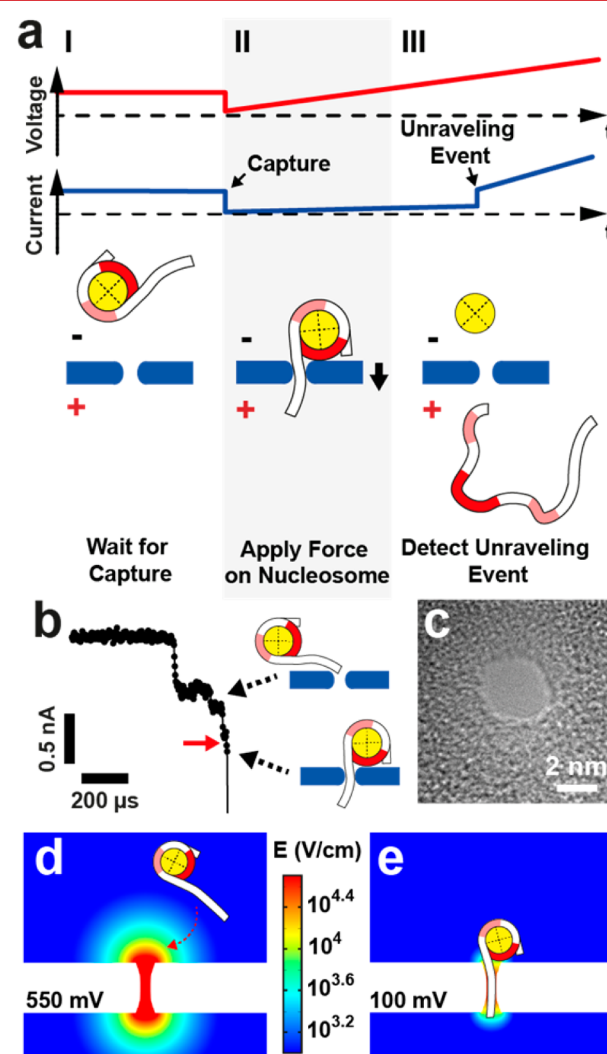 a
I
II
III
Voltage
t
Capture
Unraveling
Event
Current
t
-
+
-
+
-
+
Wait for
Capture
Apply Force
on Nucleosome
Detect Unraveling
Event
b
0.5 nA
200 µs
c
2 nm
d
550 mV
E (V/cm)
10^4.4
10^4
10^3.6
10^3.2
e
100 mV